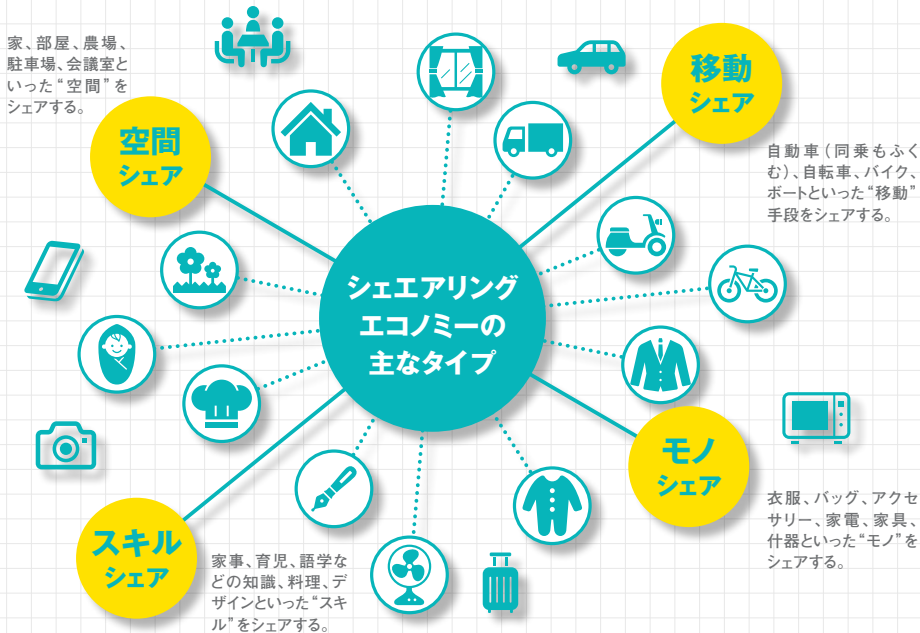 家、部屋、農場、
駐車場、会議室と
いった“空間”を
シェアする。
空間
シェア
移動
シェア
自動車（同乗もふく
む）、自転車、バイク、
ボートといった“移動”
手段をシェアする。
シェエアリング
エコノミーの
主なタイプ
モノ
シェア
衣服、バッグ、アクセ
サリー、家電、家具、
什器といった“モノ”を
シェアする。
スキル
シェア
家事、育児、語学な
どの知識、料理、デ
ザインといった“スキ
ル”をシェアする。